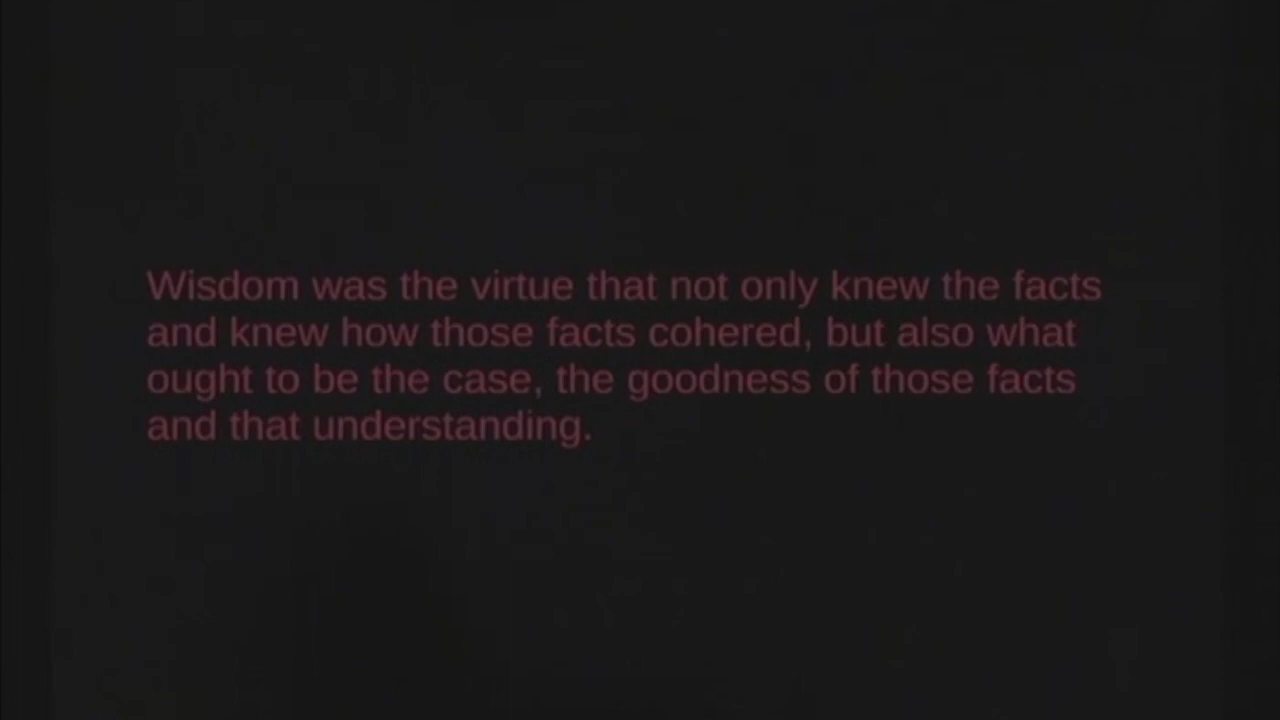 Wisdom was the virtue that not only knew the facts
and knew how those facts cohered, but also what
ought to be the case, the goodness of those facts
and that understanding.